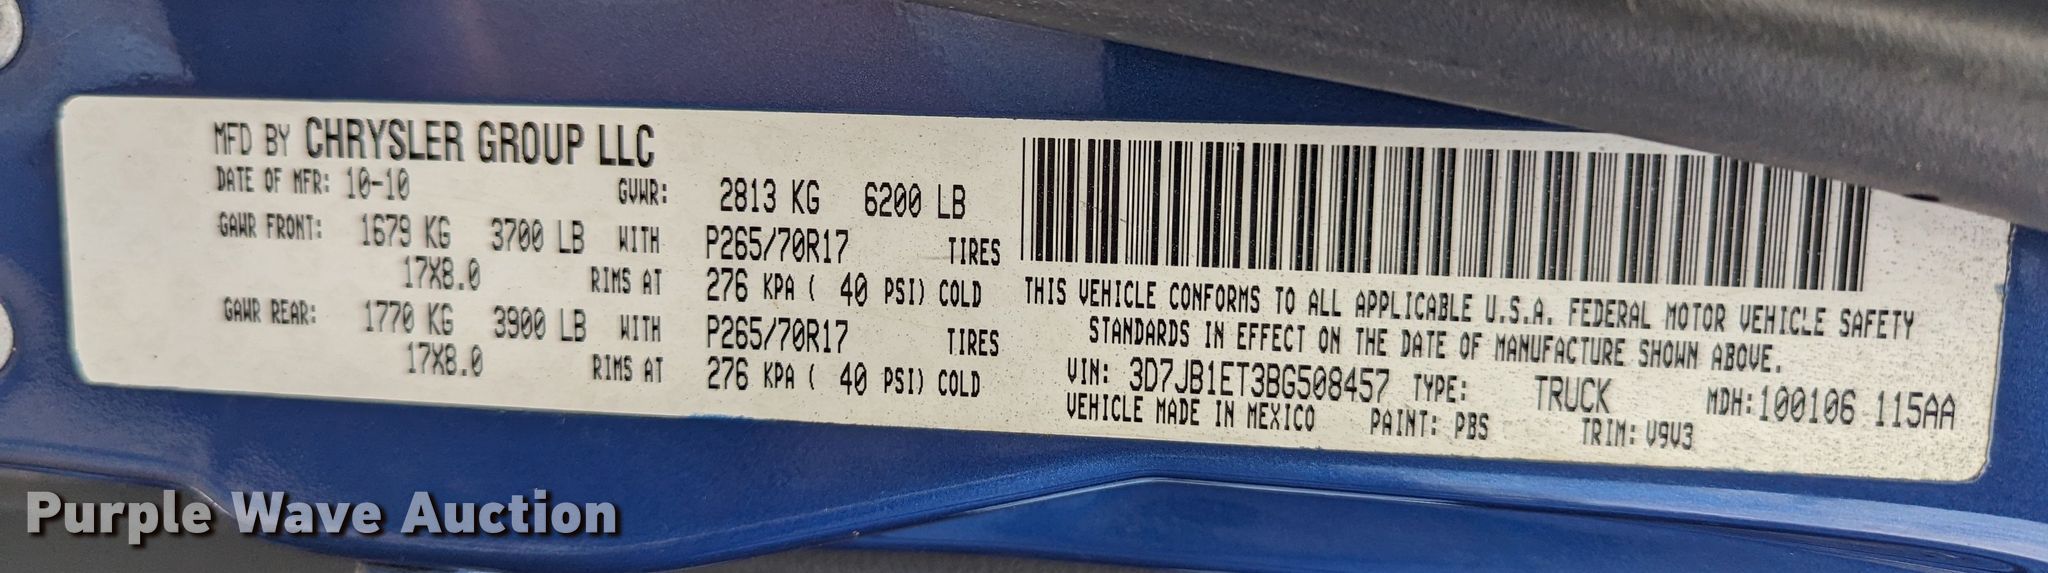 MFD BY CHRYSLER GROUP LLC
DATE OF MFR: 10-10 GVWR: 2813 KG 6200 LB
GAWR FRONT: 1679 KG 3700 LB WITH P265/70R17 TIRES
17X8.0 RIMS AT 276 KPA ( 40 PSI) COLD
GAWR REAR: 1770 KG 3900 LB WITH P265/70R17 TIRES
17X8.0 RIMS AT 276 KPA ( 40 PSI) COLD
THIS VEHICLE CONFORMS TO ALL APPLICABLE U.S.A. FEDERAL MOTOR VEHICLE SAFETY
STANDARDS IN EFFECT ON THE DATE OF MANUFACTURE SHOWN ABOVE.
VIN: 3D7JB1ET3BG508457 TYPE: TRUCK MDH:100106 115AA
VEHICLE MADE IN MEXICO PAINT: PBS TRIM: V9V3
Purple Wave Auction